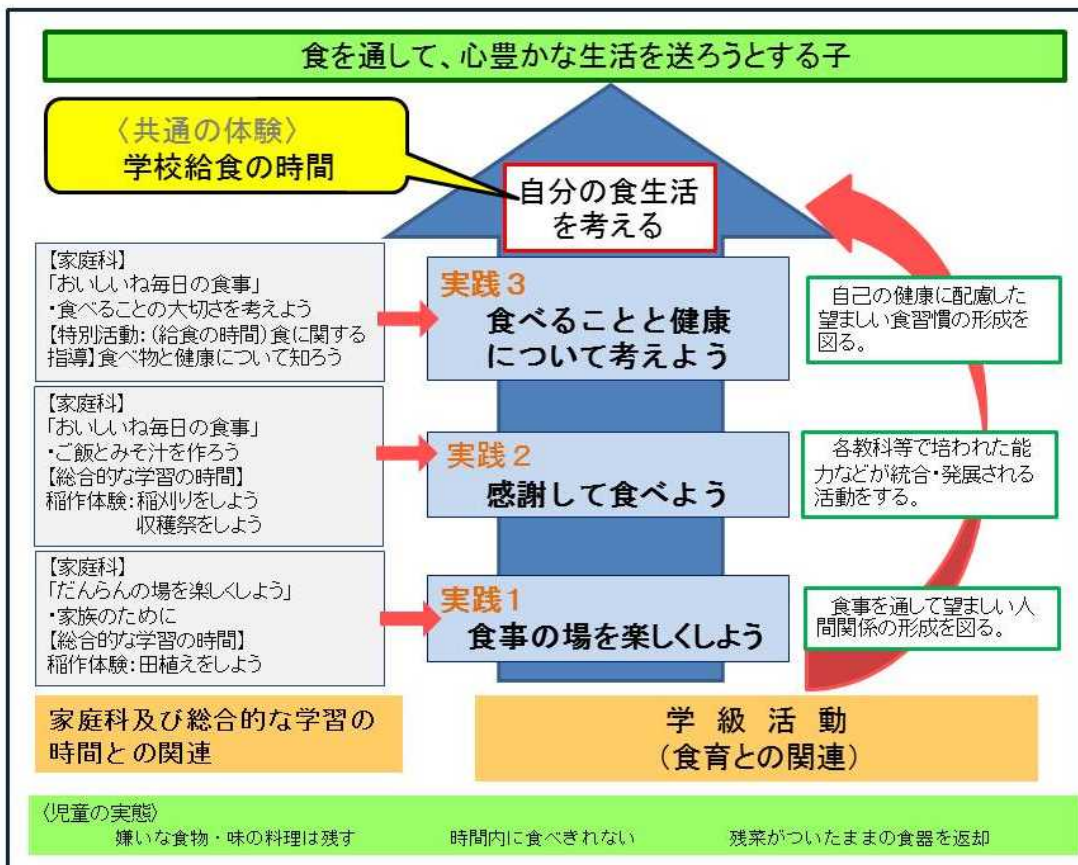 食を通して、心豊かな生活を送ろうとする子
〈共通の体験〉
学校給食の時間
自分の食生活
を考える
【家庭科】
「おいしいね毎日の食事」
・食べることの大切さを考えよう
【特別活動:(給食の時間)食に関する
指導】食べ物と健康について知ろう
実践3
食べることと健康
について考えよう
自己の健康に配慮した
望ましい食習慣の形成を
図る。
【家庭科】
「おいしいね毎日の食事」
・ご飯とみそ汁を作ろう
【総合的な学習の時間】
稲作体験:稲刈りをしよう
収穫祭をしよう
実践2
感謝して食べよう
各教科等で培われた能
力などが統合・発展される
活動をする。
【家庭科】
「だんらんの場を楽しくしよう」
・家族のために
【総合的な学習の時間】
稲作体験:田植えをしよう
実践1
食事の場を楽しくしよう
食事を通して望ましい人
間関係の形成を図る。
家庭科及び総合的な学習の
時間との関連
学級活動
(食育との関連)
〈児童の実態〉
嫌いな食物・味の料理は残す 時間内に食べきれない 残菜がついたままの食器を返却